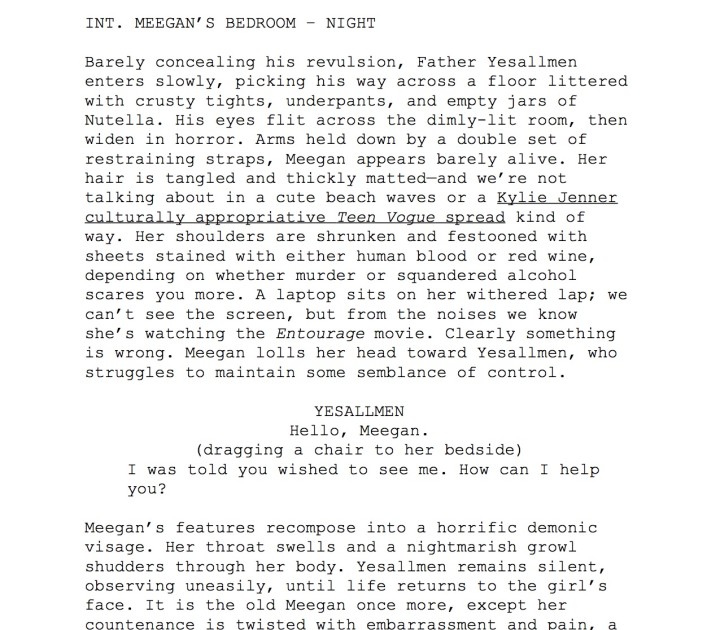 INT. MEEGAN'S BEDROOM – NIGHT
Barely concealing his revulsion, Father Yesallmen
enters slowly, picking his way across a floor littered
with crusty tights, underpants, and empty jars of
Nutella. His eyes flit across the dimly-lit room, then
widen in horror. Arms held down by a double set of
restraining straps, Meegan appears barely alive. Her
hair is tangled and thickly matted—and we're not
talking about in a cute beach waves or a Kylie Jenner
culturally appropriative Teen Vogue spread kind of
way. Her shoulders are shrunken and festooned with
sheets stained with either human blood or red wine,
depending on whether murder or squandered alcohol
scares you more. A laptop sits on her withered lap; we
can't see the screen, but from the noises we know
she's watching the Entourage movie. Clearly something
is wrong. Meegan lolls her head toward Yesallmen, who
struggles to maintain some semblance of control.
YESALLMEN
Hello, Meegan.
(dragging a chair to her bedside)
I was told you wished to see me. How can I help
you?
Meegan's features recompose into a horrific demonic
visage. Her throat swells and a nightmarish growl
shudders through her body. Yesallmen remains silent,
observing uneasily, until life returns to the girl's
face. It is the old Meegan once more, except her
countenance is twisted with embarrassment and pain, a